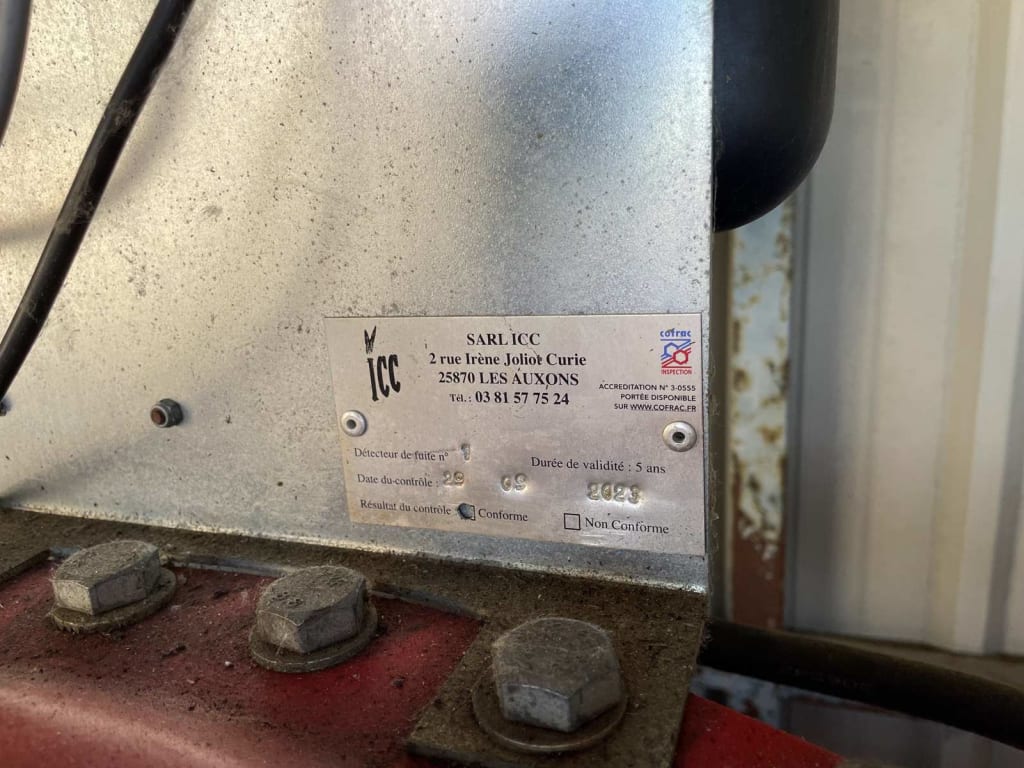 ICC
SARL ICC
2 rue Irène Joliot Curie
25870 LES AUXONS
Tél. : 03 81 57 75 24
cofrac
INSPECTION
ACCREDITATION N° 3-0555
PORTÉE DISPONIBLE
SUR WWW.COFRAC.FR
Détecteur de fuite n° 1
Durée de validité : 5 ans
Date du contrôle : 29 09 2023
Résultat du contrôle Conforme Non Conforme